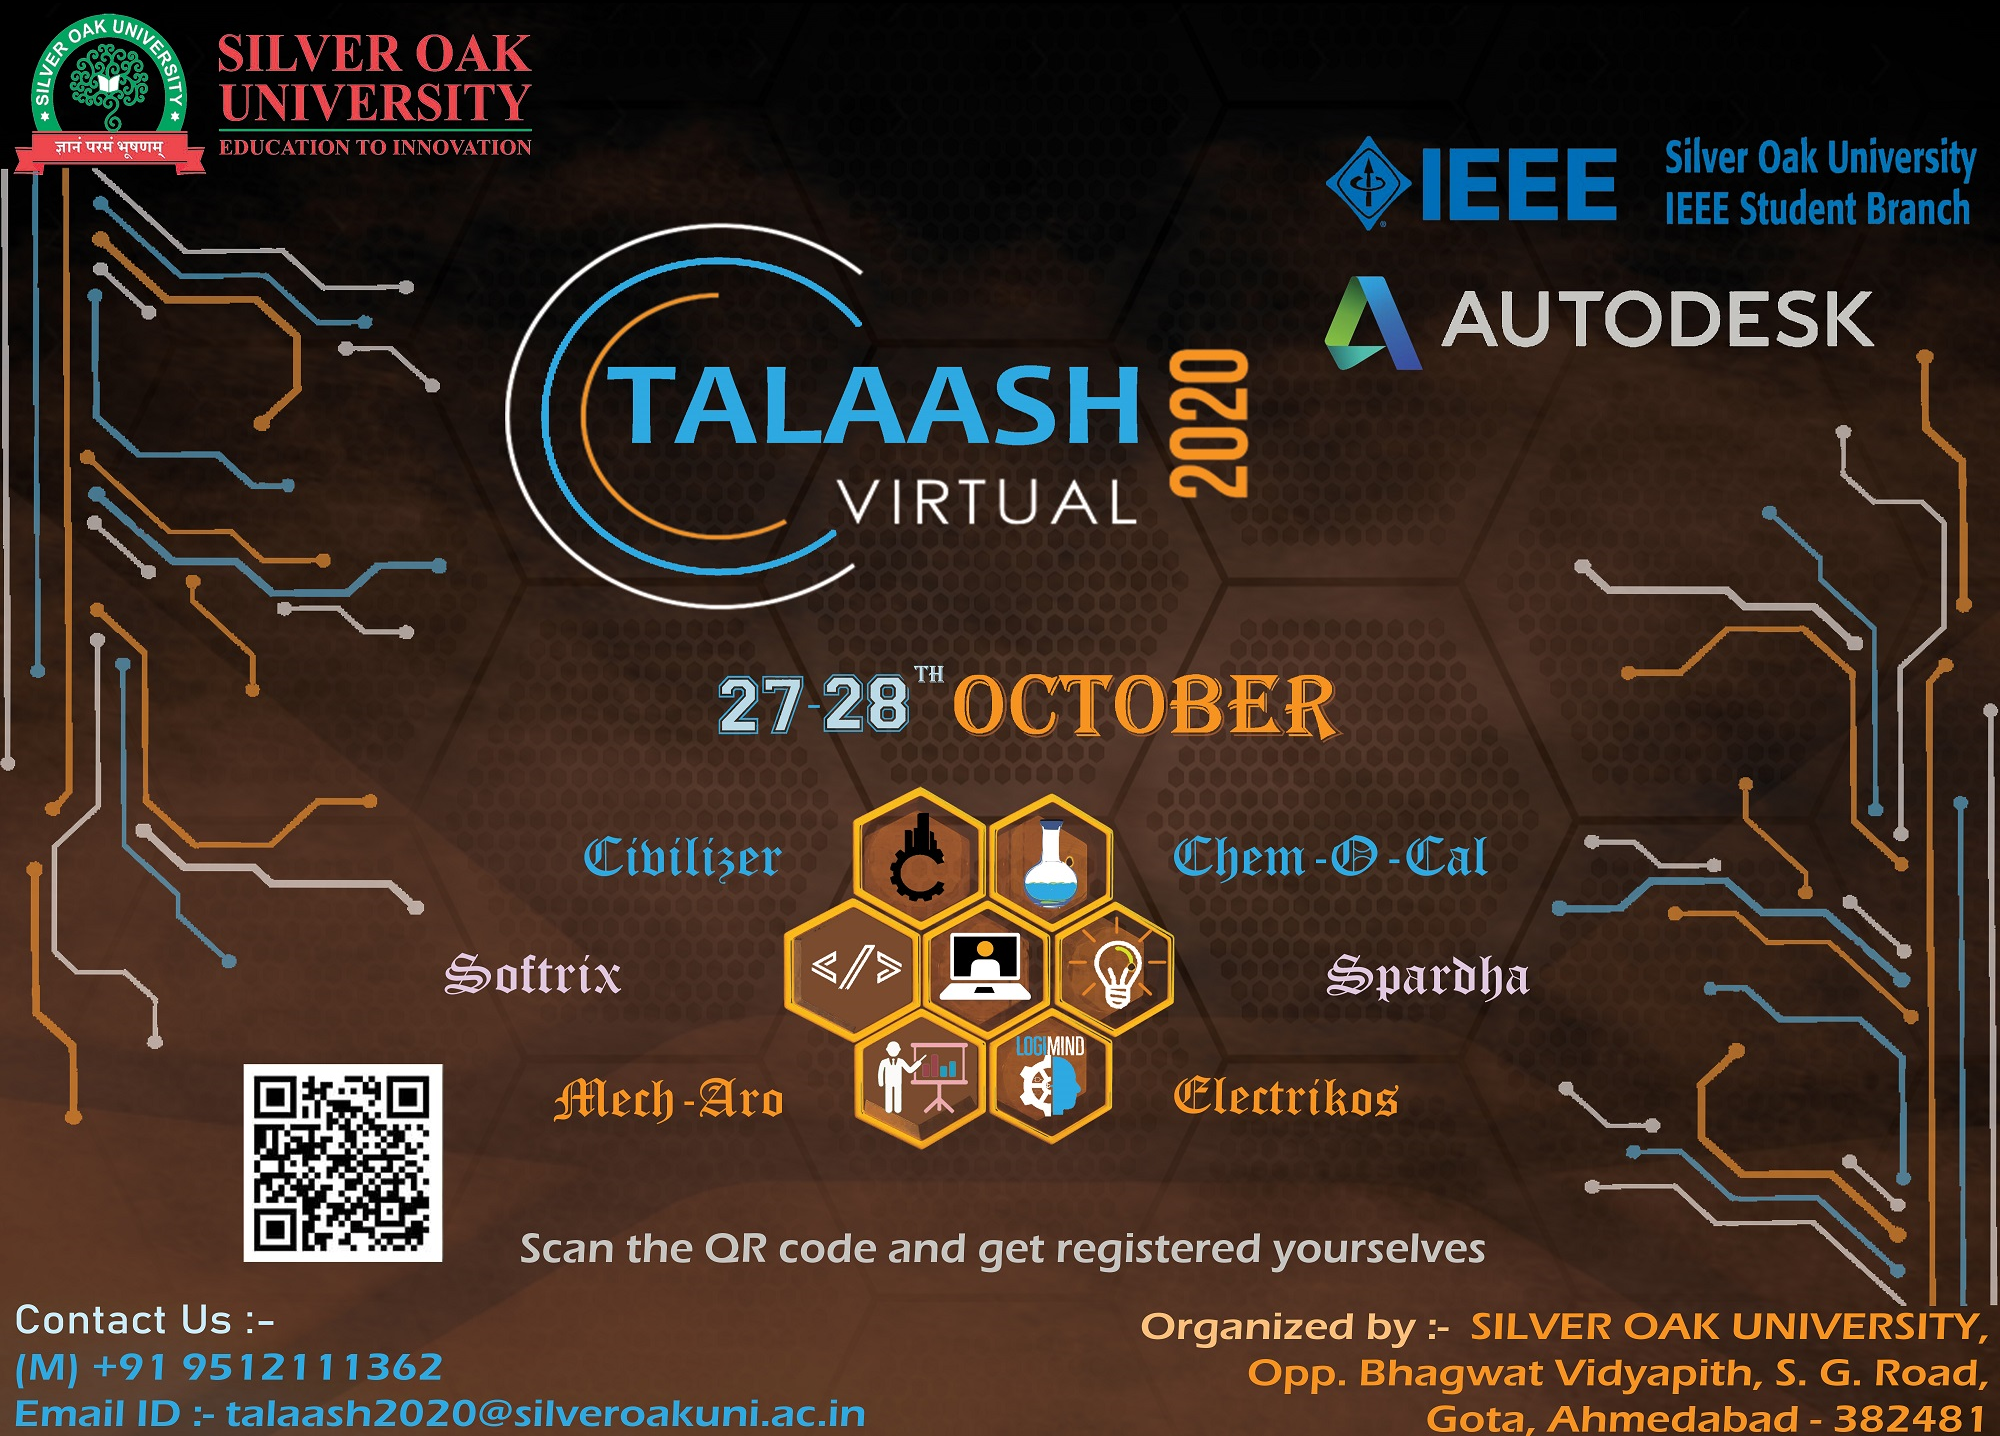 SILVER OAK UNIVERSITY
ज्ञानं परमं भूषणम्
SILVER OAK
UNIVERSITY
EDUCATION TO INNOVATION
IEEE
Silver Oak University
IEEE Student Branch
AUTODESK
TALAASH
VIRTUAL
2020
27-28TH OCTOBER
Civilizer
Chem-O-Cal
</>
Softrix
Spardha
LOGIMIND
Mech-Aro
Electrikos
Scan the QR code and get registered yourselves
Contact Us :-
(M) +91 9512111362
Email ID :- talaash2020@silveroakuni.ac.in
Organized by :- SILVER OAK UNIVERSITY,
Opp. Bhagwat Vidyapith, S. G. Road,
Gota, Ahmedabad - 382481